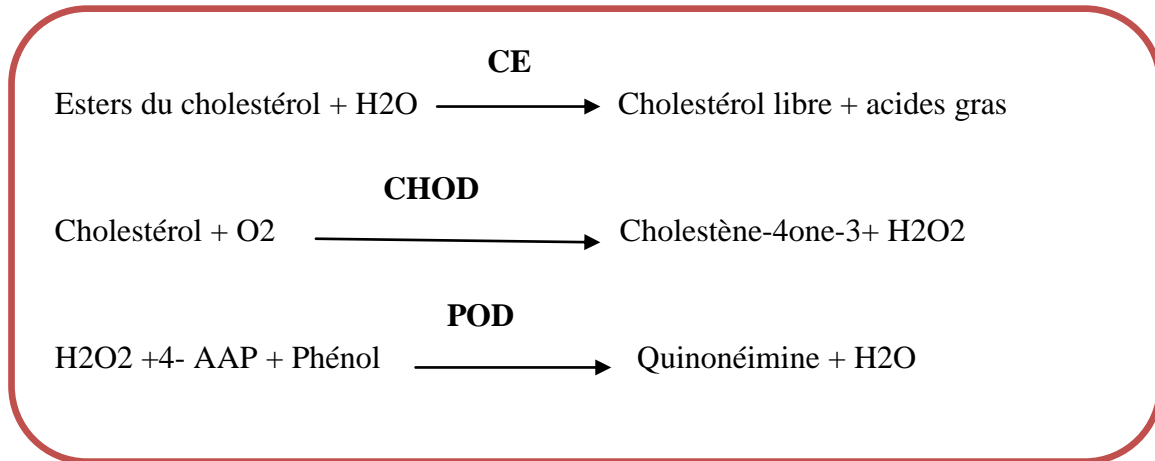 CE
Esters du cholestérol + H2O Cholestérol libre + acides gras
CHOD
Cholestérol + O2 Cholestène-4one-3+ H2O2
POD
H2O2 +4- AAP + Phénol Quinonéimine + H2O